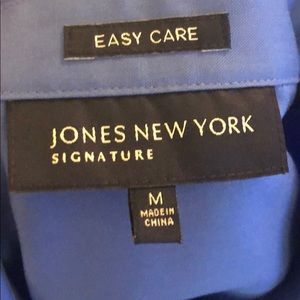 EASY CARE
JONES NEW YORK
SIGNATURE
M
MADE IN
CHINA